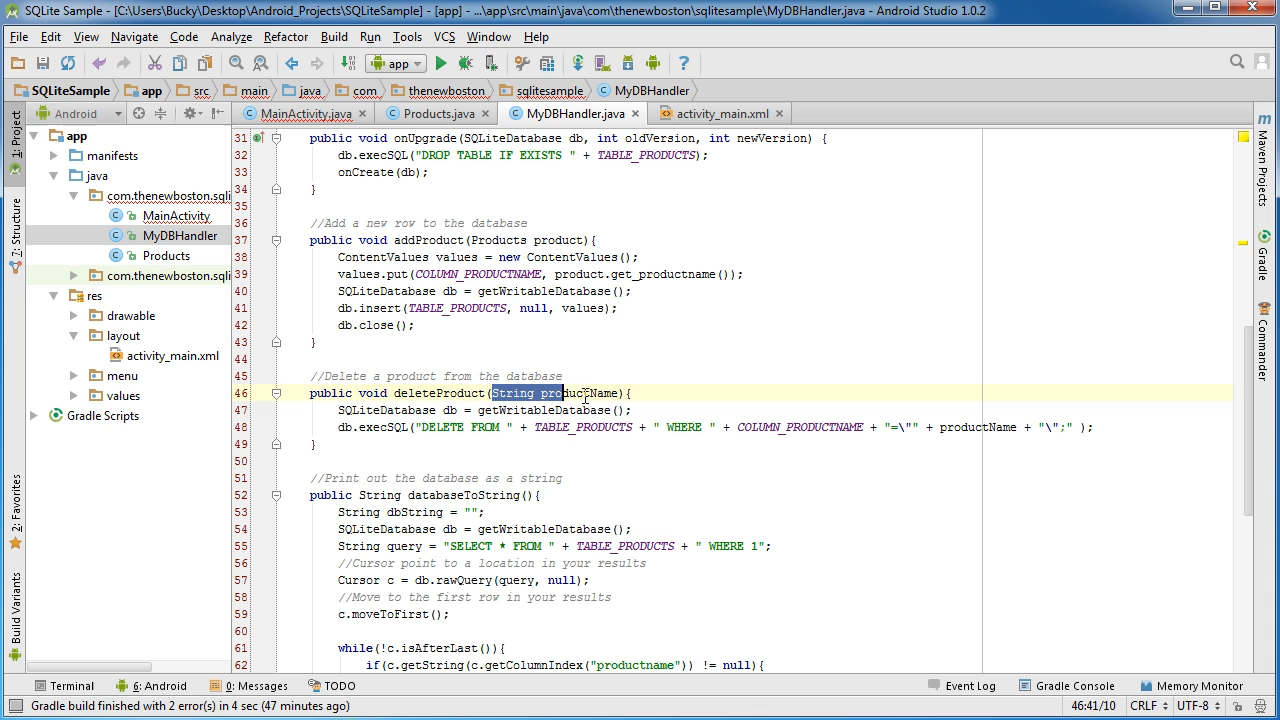 SQLite Sample - [C:\Users\Bucky\Desktop\Android_Projects\SQLiteSample] - [app] - ...\app\src\main\java\com\thenewboston\sqlitesample\MyDBHandler.java - Android Studio 1.0.2
File Edit View Navigate Code Analyze Refactor Build Run Tools VCS Window Help
app
SQLiteSample app src main java com thenewboston sqlitesample MyDBHandler
Android
MainActivity.java Products.java MyDBHandler.java activity_main.xml
1: Project
7: Structure
2: Favorites
Build Variants
app
manifests
java
com.thenewboston.sqli
MainActivity
MyDBHandler
Products
com.thenewboston.sqli
res
drawable
layout
activity_main.xml
menu
values
Gradle Scripts
31 public void onUpgrade(SQLiteDatabase db, int oldVersion, int newVersion) {
32 db.execSQL("DROP TABLE IF EXISTS " + TABLE_PRODUCTS);
33 onCreate(db);
34 }
35
36 //Add a new row to the database
37 public void addProduct(Products product){
38 ContentValues values = new ContentValues();
39 values.put(COLUMN_PRODUCTNAME, product.get_productname());
40 SQLiteDatabase db = getWritableDatabase();
41 db.insert(TABLE_PRODUCTS, null, values);
42 db.close();
43 }
44
45 //Delete a product from the database
46 public void deleteProduct(String productName){
47 SQLiteDatabase db = getWritableDatabase();
48 db.execSQL("DELETE FROM " + TABLE_PRODUCTS + " WHERE " + COLUMN_PRODUCTNAME + "=\"" + productName + "\";" );
49 }
50
51 //Print out the database as a string
52 public String databaseToString(){
53 String dbString = "";
54 SQLiteDatabase db = getWritableDatabase();
55 String query = "SELECT * FROM " + TABLE_PRODUCTS + " WHERE 1";
56 //Cursor point to a location in your results
57 Cursor c = db.rawQuery(query, null);
58 //Move to the first row in your results
59 c.moveToFirst();
60
61 while(!c.isAfterLast()){
62 if(c.getString(c.getColumnIndex("productname")) != null){
Maven Projects
Gradle
Commander
Terminal 6: Android 0: Messages TODO Event Log Gradle Console Memory Monitor
Gradle build finished with 2 error(s) in 4 sec (47 minutes ago) 46:41/10 CRLF UTF-8